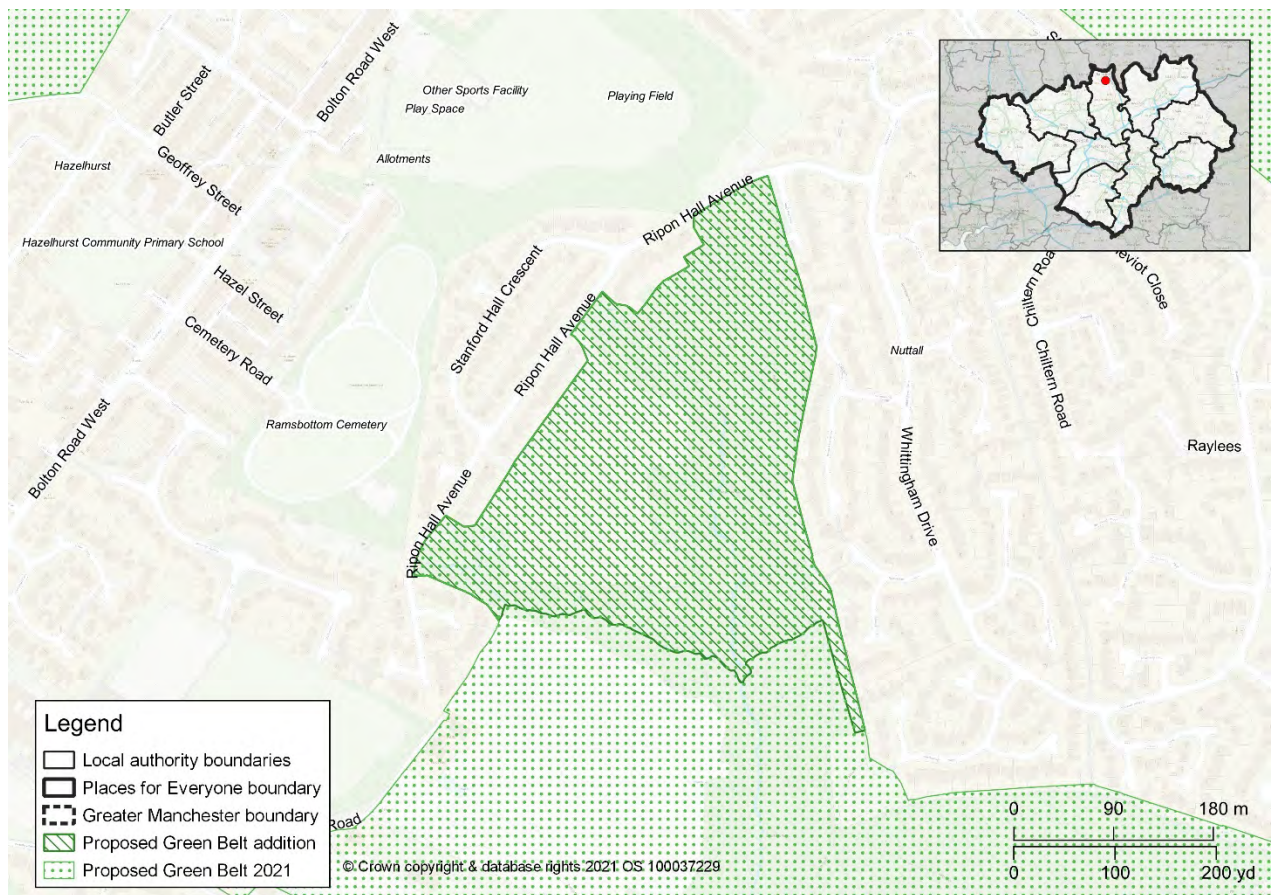 Bolton Road West
Butler Street
Other Sports Facility
Play Space
Playing Field
Hazelhurst
Geoffrey Street
Allotments
Hazelhurst Community Primary School
Ripon Hall Avenue
Hazel Street
Stanford Hall Crescent
Cemetery Road
Ripon Hall Avenue
Chiltern Road
Nuttall
Chiltern Road
Ramsbottom Cemetery
Bolton Road West
Whittingham Drive
Raylees
Ripon Hall Avenue
Legend
Local authority boundaries
Places for Everyone boundary
Greater Manchester boundary
Proposed Green Belt addition
Proposed Green Belt 2021
Road
© Crown copyright & database rights 2021 OS 100037229
0 90 180 m
0 100 200 yd